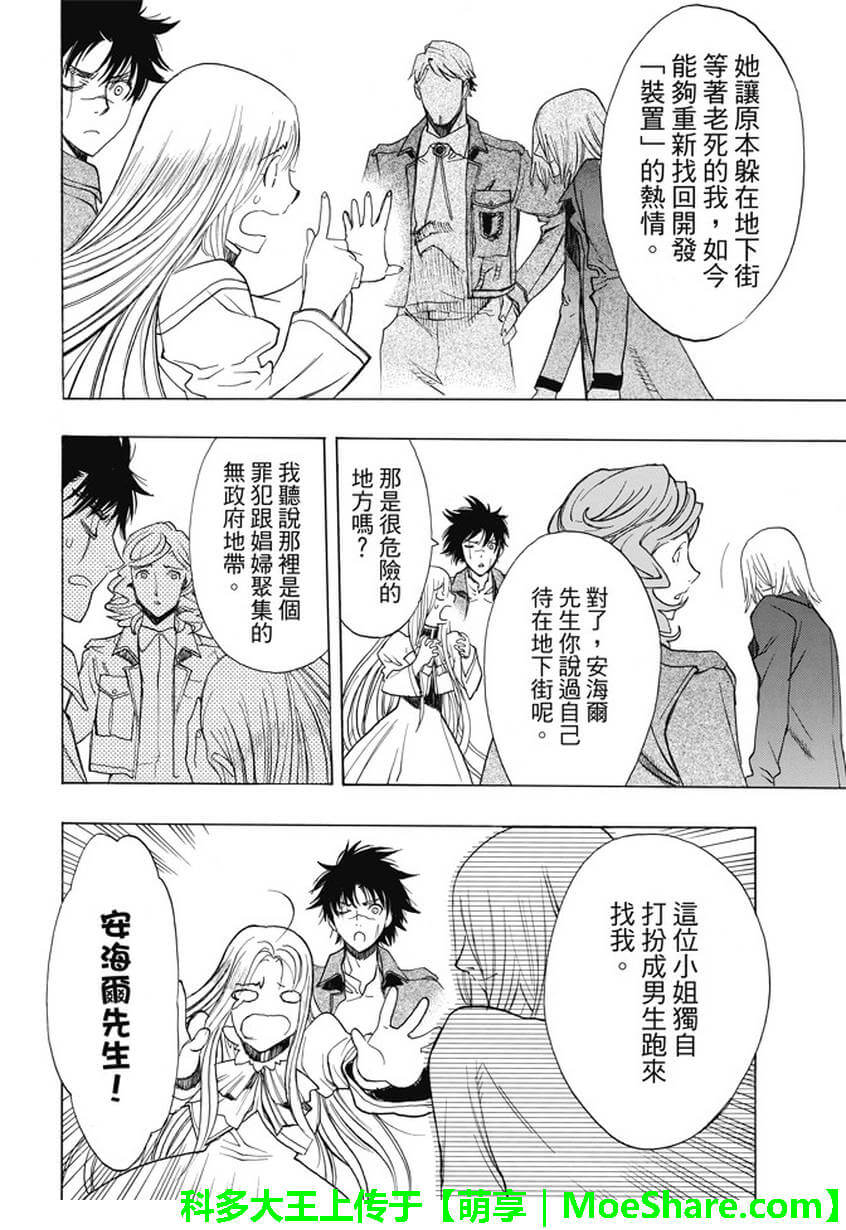 她讓原本躲在地下街
等著老死的我，如今
能夠重新找回開發
「裝置」的熱情。
對了，安海爾
先生你說過自己
待在地下街呢。
那是很危險的
地方嗎？
我聽說那裡是個
罪犯跟娼婦聚集的
無政府地帶。
這位小姐獨自
打扮成男生跑來
找我。
安海爾先生！
科多大王上传于【萌享｜MoeShare.com】